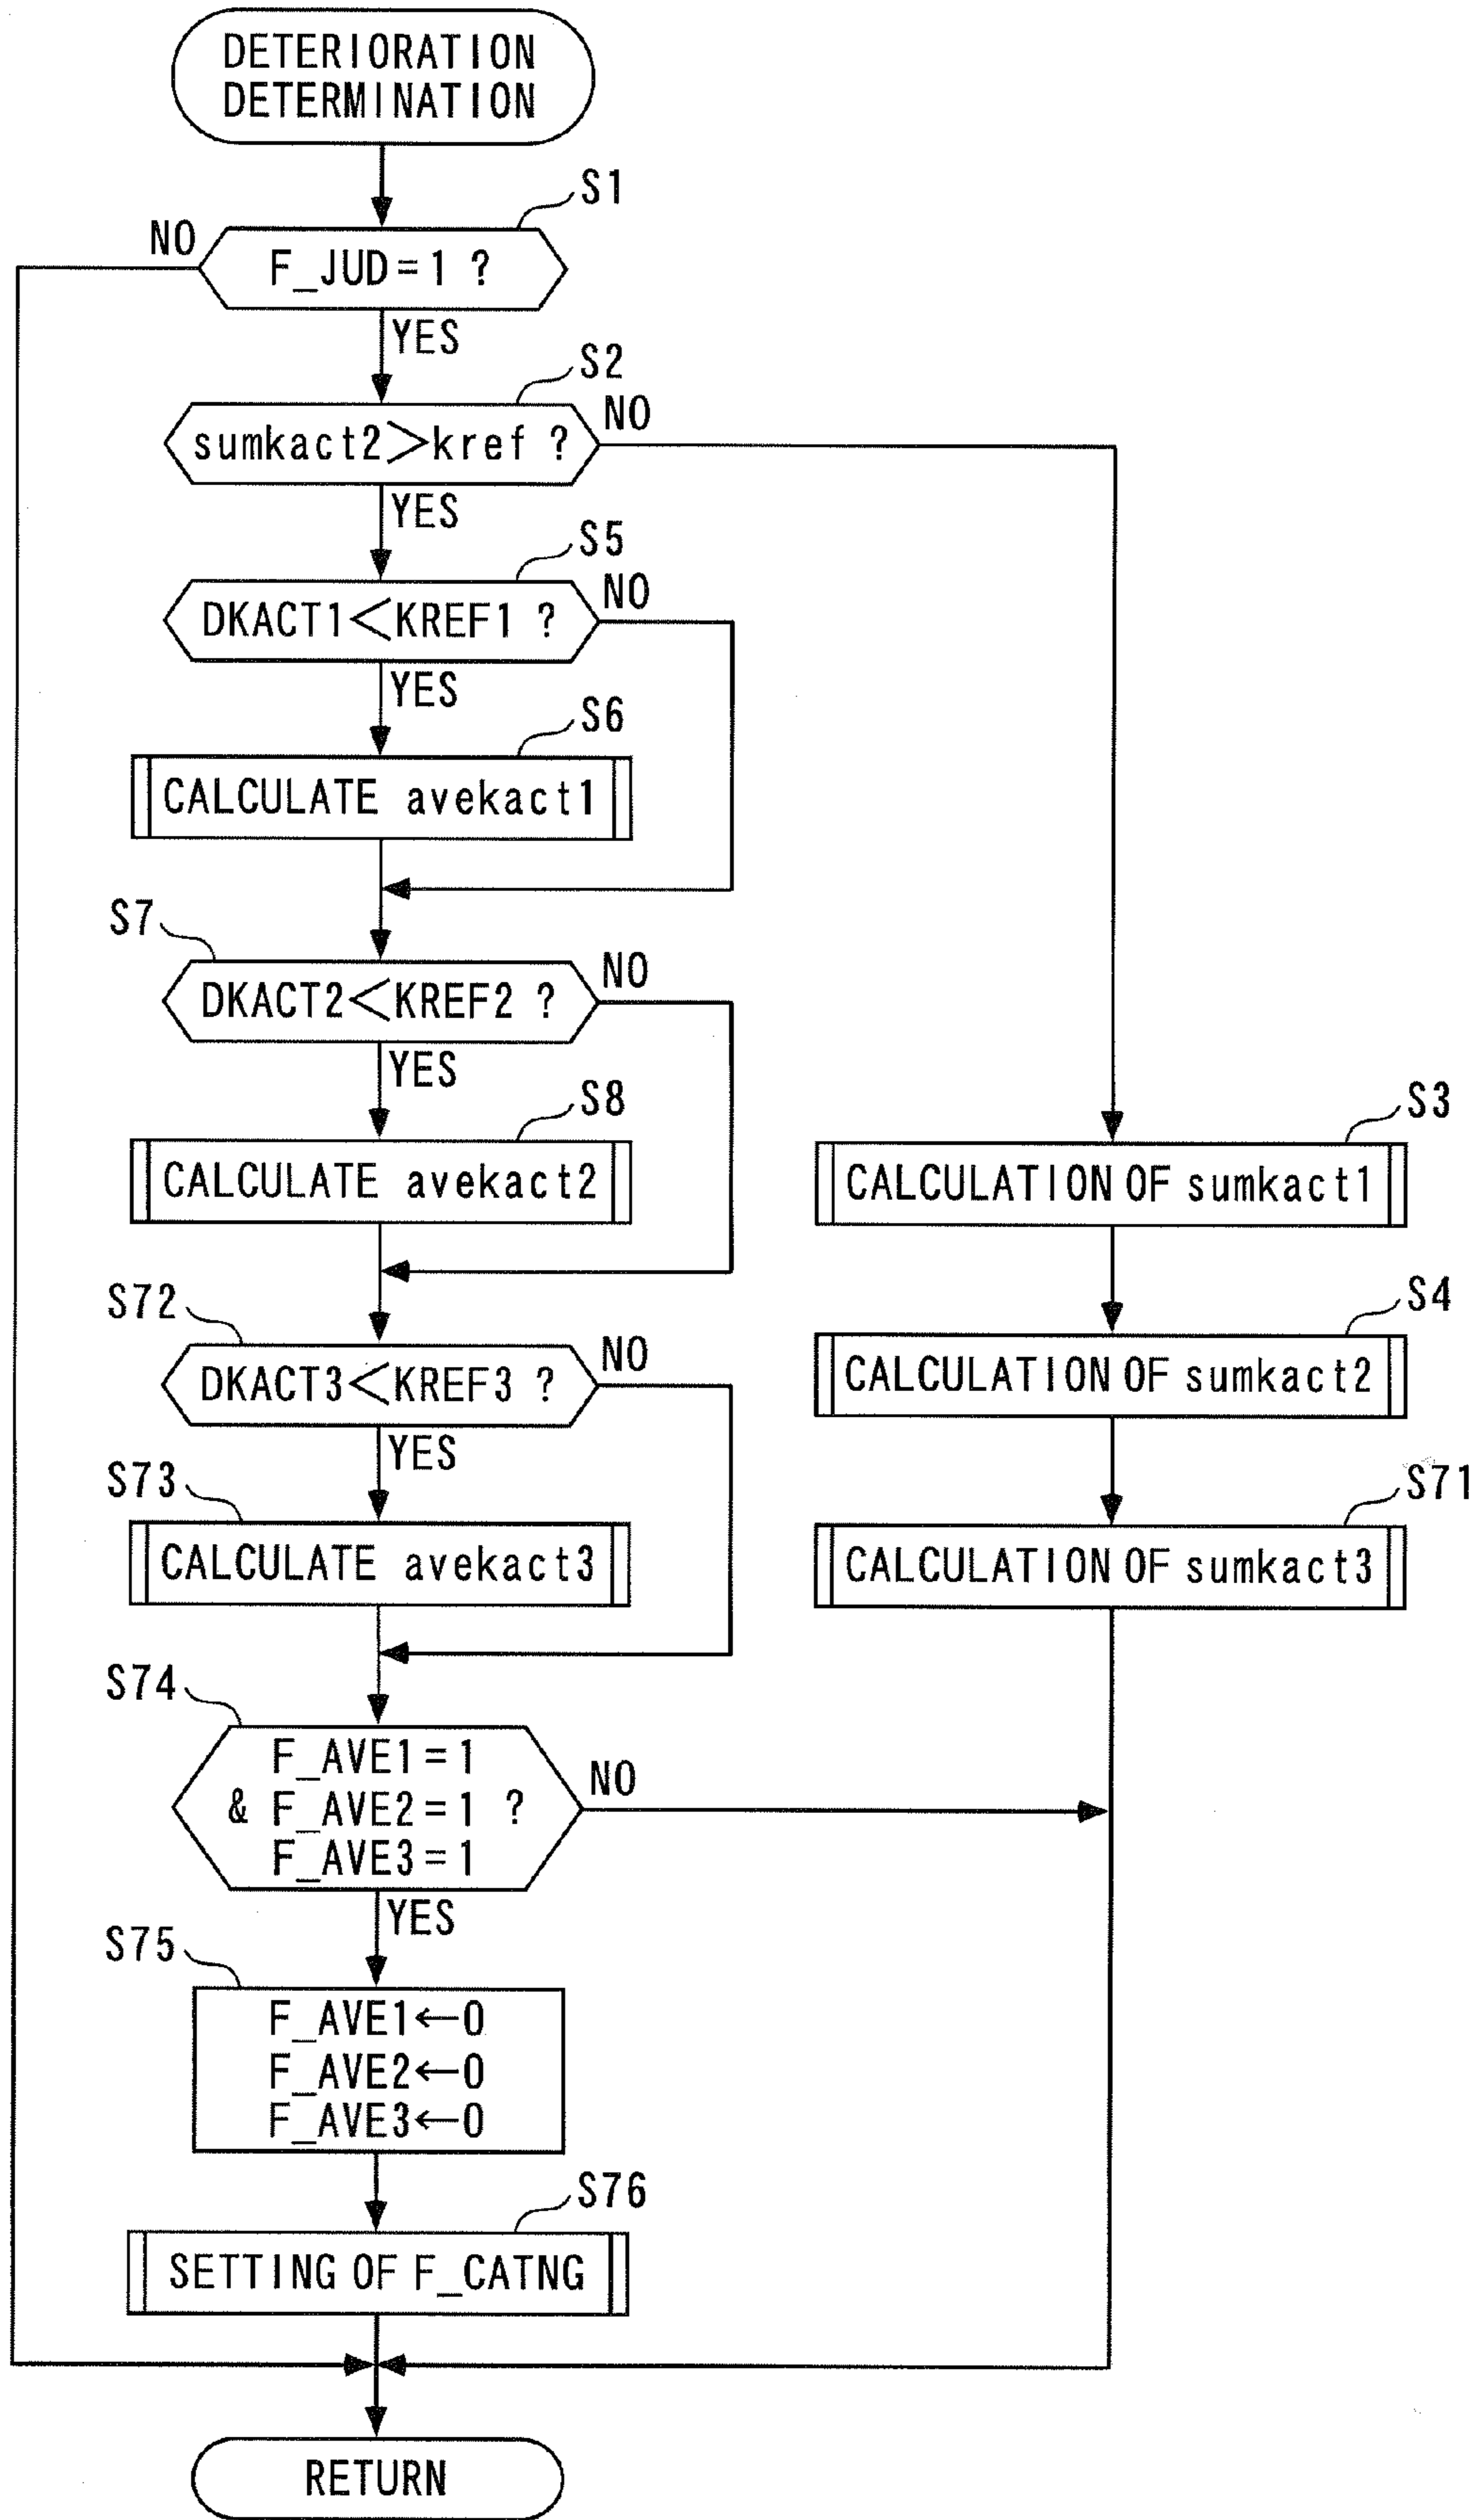 DETERIORATION
DETERMINATION
S1
NO
F_JUD=1 ?
YES
S2
NO
sumkact2>kref ?
YES
S5
NO
DKACT1<KREF1 ?
YES
S6
CALCULATE avekact1
S7
NO
DKACT2<KREF2 ?
YES
S8
CALCULATE avekact2
S3
CALCULATION OF sumkact1
S72
NO
DKACT3<KREF3 ?
YES
S4
CALCULATION OF sumkact2
S73
CALCULATE avekact3
S71
CALCULATION OF sumkact3
S74
F_AVE1=1
& F_AVE2=1 ?
F_AVE3=1
NO
YES
S75
F_AVE1←0
F_AVE2←0
F_AVE3←0
S76
SETTING OF F_CATNG
RETURN